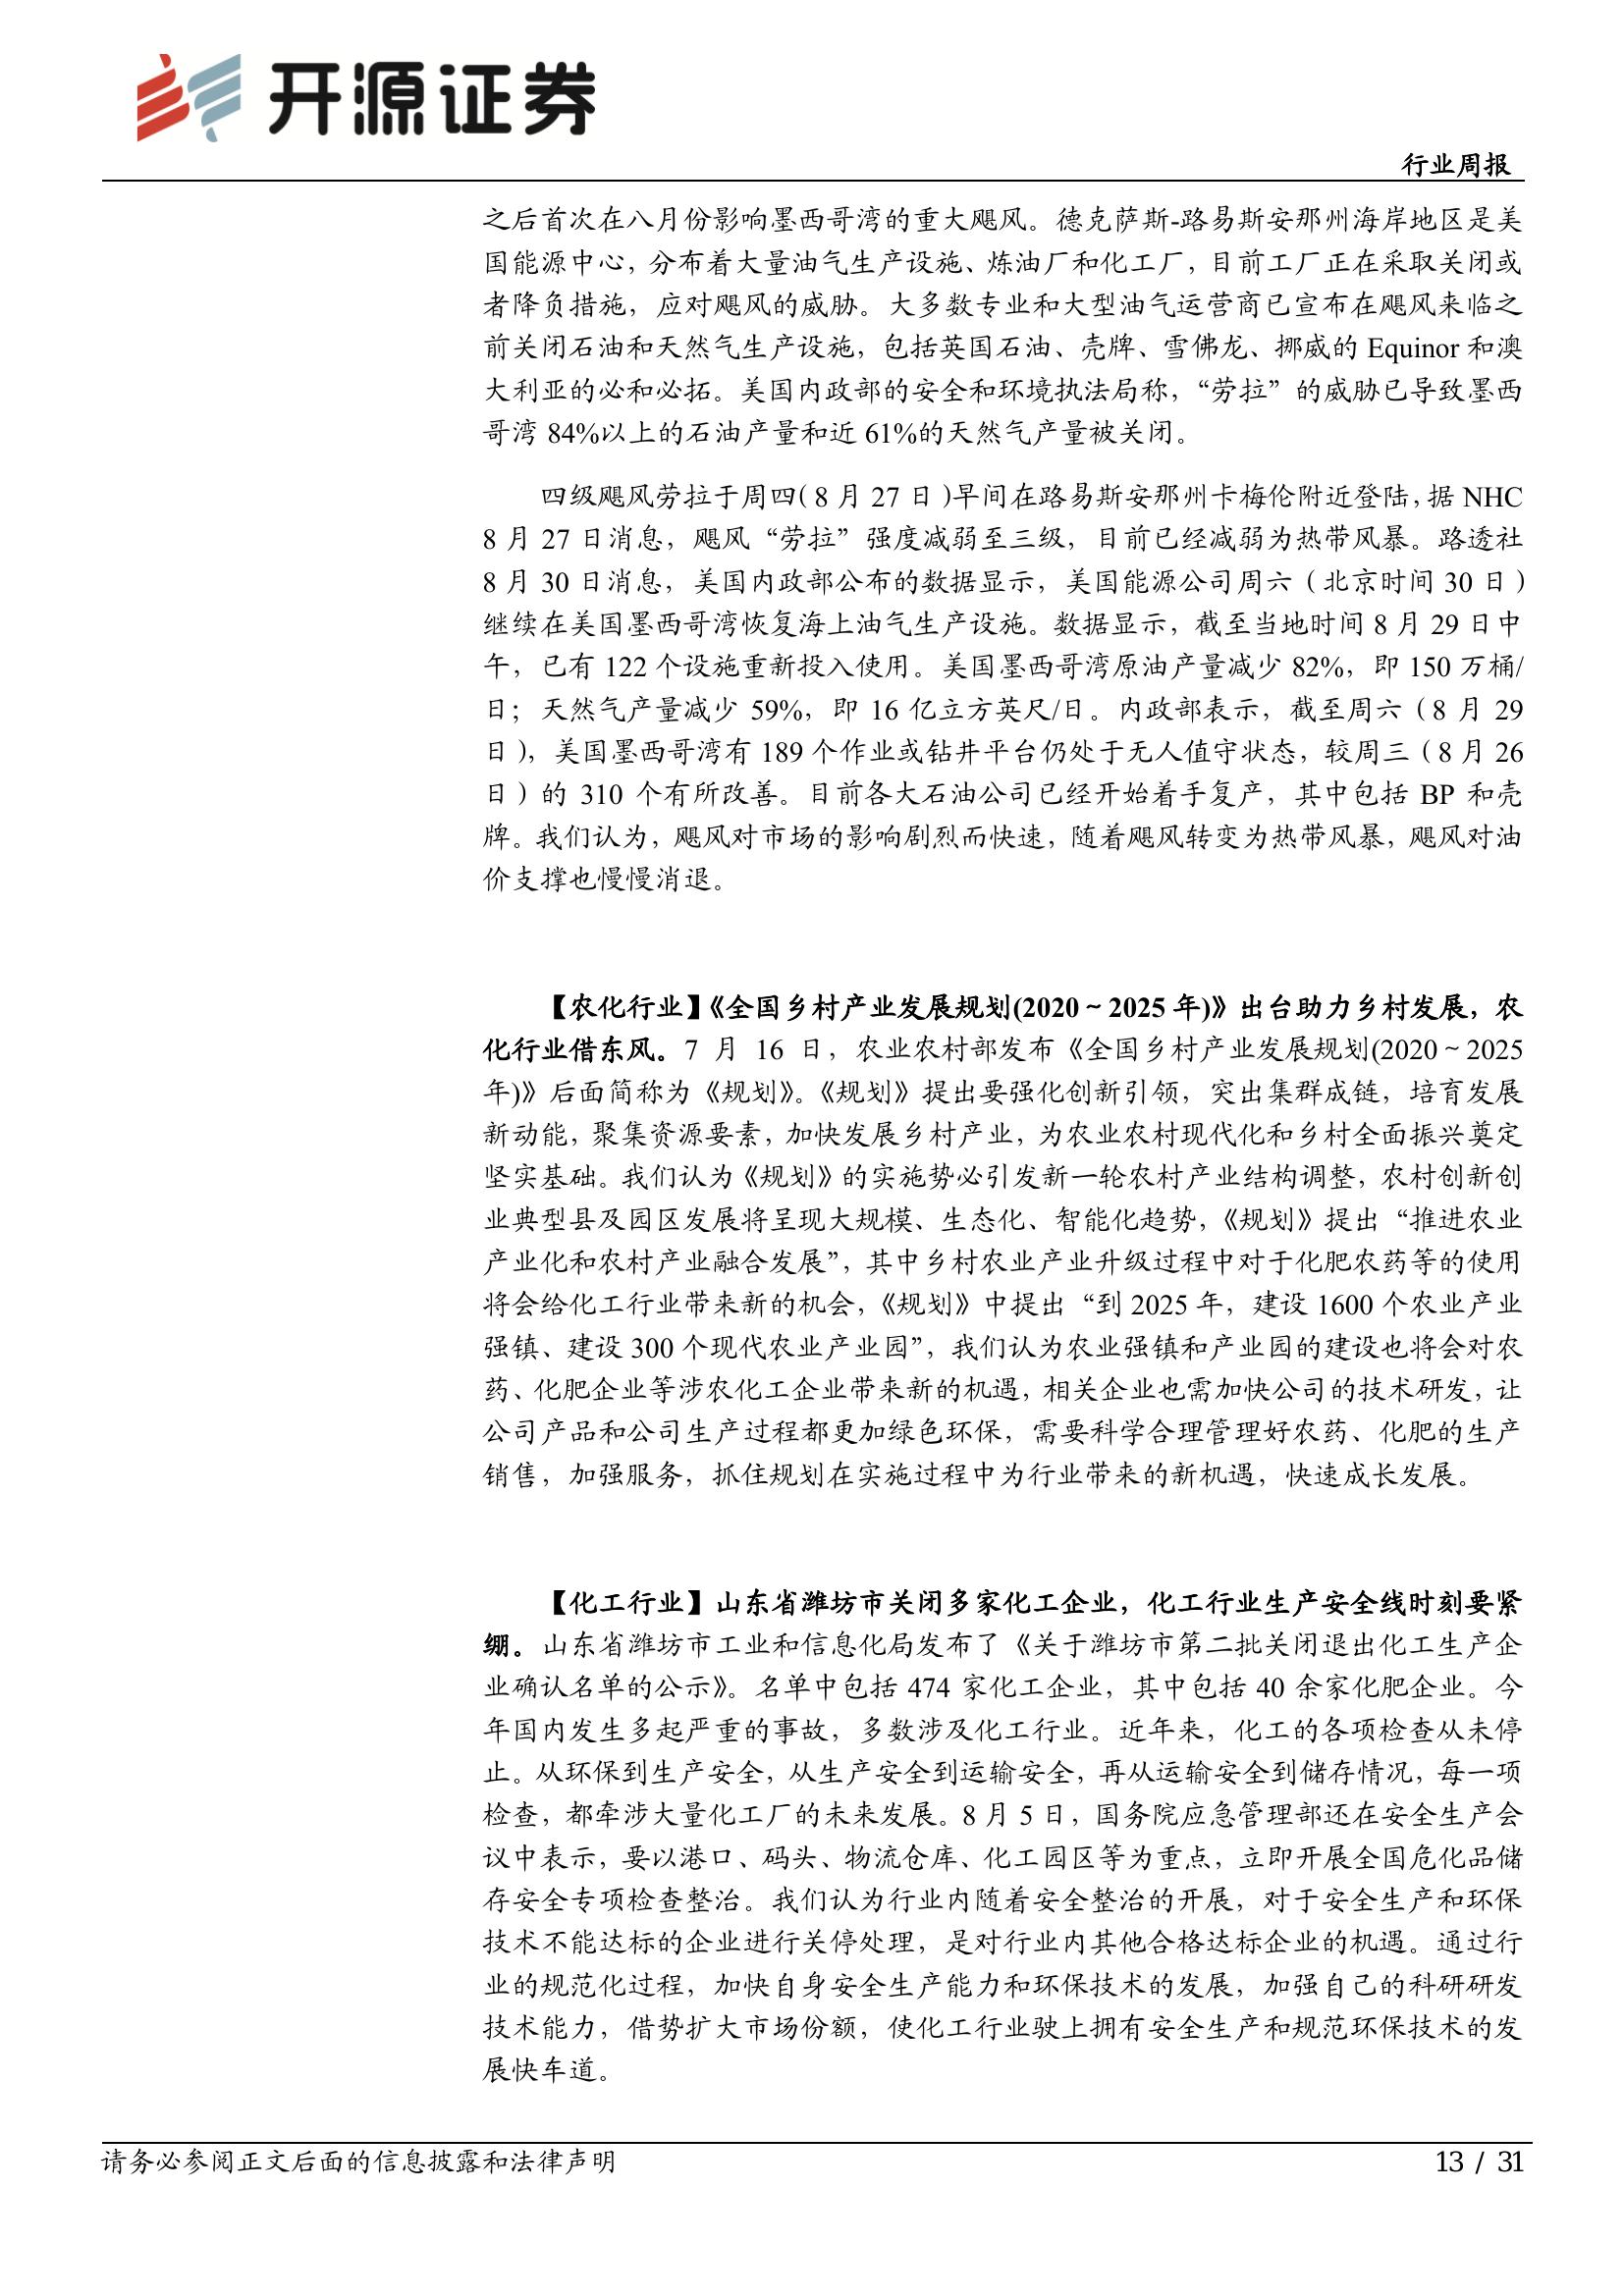 开源证券
行业周报
之后首次在八月份影响墨西哥湾的重大飓风。德克萨斯-路易斯安那州海岸地区是美
国能源中心，分布着大量油气生产设施、炼油厂和化工厂，目前工厂正在采取关闭或
者降负措施，应对飓风的威胁。大多数专业和大型油气运营商已宣布在飓风来临之
前关闭石油和天然气生产设施，包括英国石油、壳牌、雪佛龙、挪威的 Equinor 和澳
大利亚的必和必拓。美国内政部的安全和环境执法局称，“劳拉”的威胁已导致墨西
哥湾 84%以上的石油产量和近 61%的天然气产量被关闭。
四级飓风劳拉于周四（8 月 27 日）早间在路易斯安那州卡梅伦附近登陆，据 NHC
8 月 27 日消息，飓风“劳拉”强度减弱至三级，目前已经减弱为热带风暴。路透社
8 月 30 日消息，美国内政部公布的数据显示，美国能源公司周六（北京时间 30 日）
继续在美国墨西哥湾恢复海上油气生产设施。数据显示，截至当地时间 8 月 29 日中
午，已有 122 个设施重新投入使用。美国墨西哥湾原油产量减少 82%，即 150 万桶/
日；天然气产量减少 59%，即 16 亿立方英尺/日。内政部表示，截至周六（8 月 29
日），美国墨西哥湾有 189 个作业或钻井平台仍处于无人值守状态，较周三（8 月 26
日）的 310 个有所改善。目前各大石油公司已经开始着手复产，其中包括 BP 和壳
牌。我们认为，飓风对市场的影响剧烈而快速，随着飓风转变为热带风暴，飓风对油
价支撑也慢慢消退。
【农化行业】《全国乡村产业发展规划(2020～2025 年)》出台助力乡村发展，农
化行业借东风。7 月 16 日，农业农村部发布《全国乡村产业发展规划(2020～2025
年)》后面简称为《规划》。《规划》提出要强化创新引领，突出集群成链，培育发展
新动能，聚集资源要素，加快发展乡村产业，为农业农村现代化和乡村全面振兴奠定
坚实基础。我们认为《规划》的实施势必引发新一轮农村产业结构调整，农村创新创
业典型县及园区发展将呈现大规模、生态化、智能化趋势，《规划》提出“推进农业
产业化和农村产业融合发展”，其中乡村农业产业升级过程中对于化肥农药等的使用
将会给化工行业带来新的机会，《规划》中提出“到 2025 年，建设 1600 个农业产业
强镇、建设 300 个现代农业产业园”，我们认为农业强镇和产业园的建设也将会对农
药、化肥企业等涉农化工企业带来新的机遇，相关企业也需加快公司的技术研发，让
公司产品和公司生产过程都更加绿色环保，需要科学合理管理好农药、化肥的生产
销售，加强服务，抓住规划在实施过程中为行业带来的新机遇，快速成长发展。
【化工行业】山东省潍坊市关闭多家化工企业，化工行业生产安全线时刻要紧
绷。山东省潍坊市工业和信息化局发布了《关于潍坊市第二批关闭退出化工生产企
业确认名单的公示》。名单中包括 474 家化工企业，其中包括 40 余家化肥企业。今
年国内发生多起严重的事故，多数涉及化工行业。近年来，化工的各项检查从未停
止。从环保到生产安全，从生产安全到运输安全，再从运输安全到储存情况，每一项
检查，都牵涉大量化工厂的未来发展。8 月 5 日，国务院应急管理部还在安全生产会
议中表示，要以港口、码头、物流仓库、化工园区等为重点，立即开展全国危化品储
存安全专项检查整治。我们认为行业内随着安全整治的开展，对于安全生产和环保
技术不能达标的企业进行关停处理，是对行业内其他合格达标企业的机遇。通过行
业的规范化过程，加快自身安全生产能力和环保技术的发展，加强自己的科研研发
技术能力，借势扩大市场份额，使化工行业驶上拥有安全生产和规范环保技术的发
展快车道。
请务必参阅正文后面的信息披露和法律声明
13 / 31